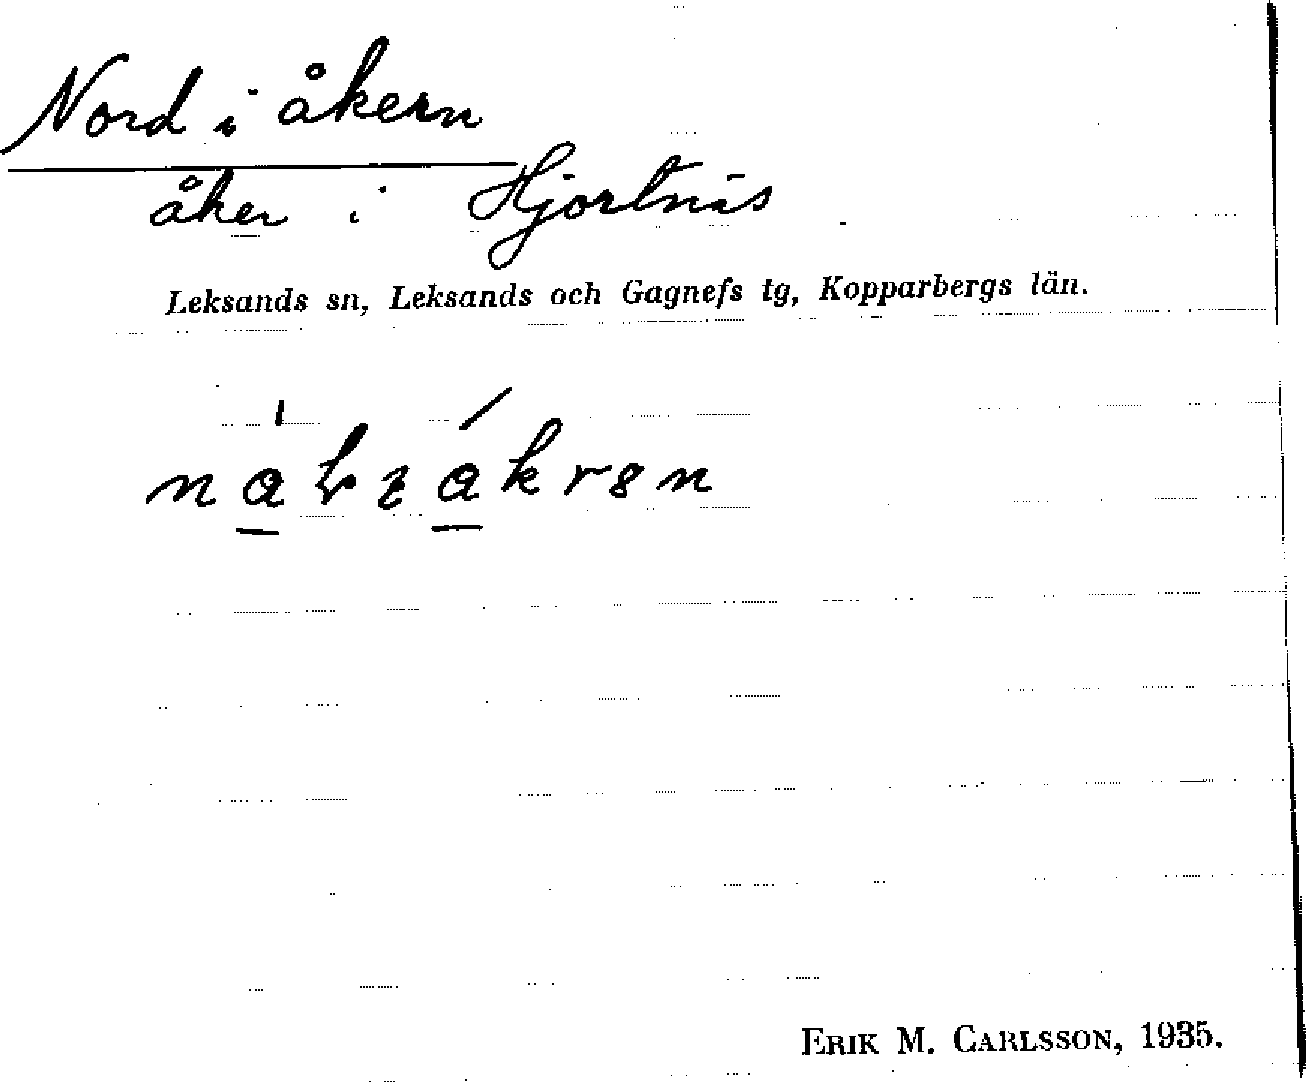 Nord i åkern
åker i Hjortnäs
Leksands sn, Leksands och Gagnefs tg, Kopparbergs län.
ERIK M. CARLSSON, 1935.